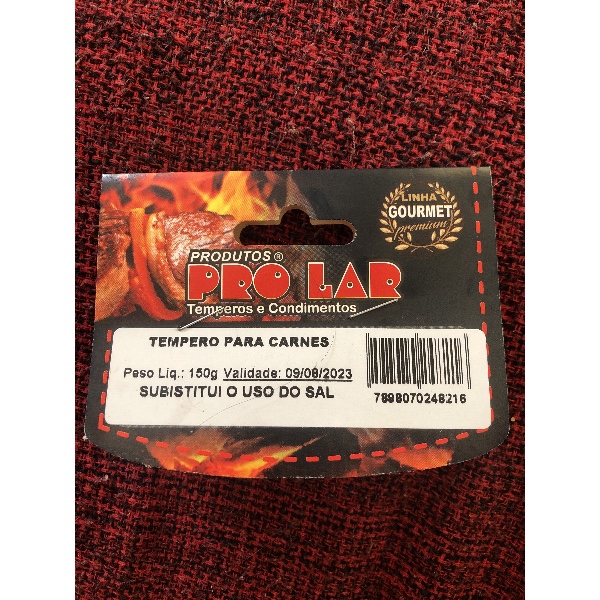 LINHA
GOURMET
premium
PRODUTOS®
PRO LAR
Temperos e Condimentos
TEMPERO PARA CARNES
Peso Líq.: 150g Validade: 09/08/2023
SUBISTITUI O USO DO SAL
7898070248216